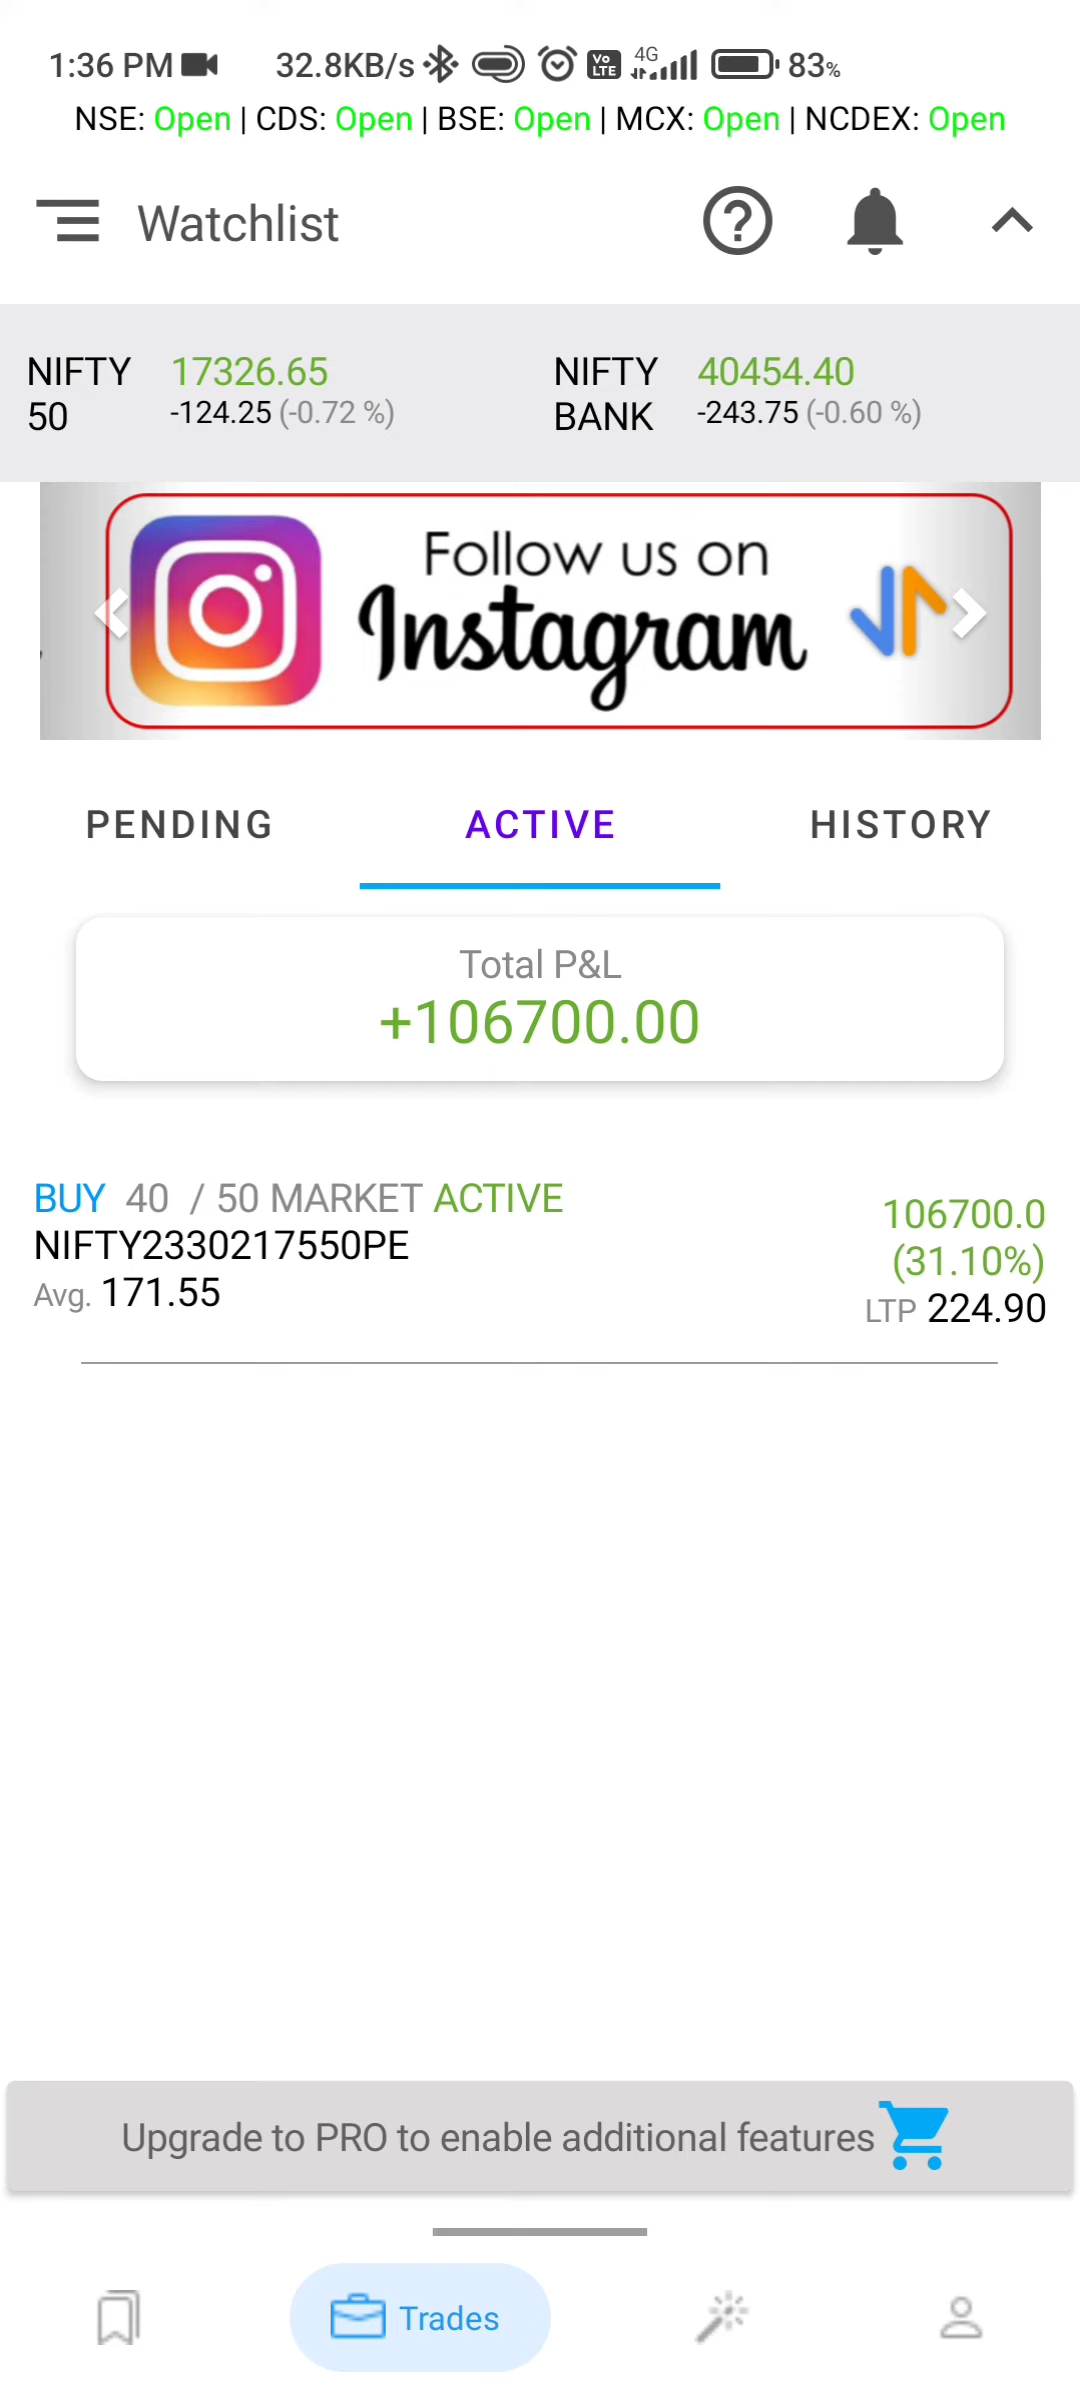 1:36 PM 32.8KB/s Vo LTE 4G 83%
NSE: Open | CDS: Open | BSE: Open | MCX: Open | NCDEX: Open
Watchlist
NIFTY 50 17326.65 -124.25 (-0.72 %)
NIFTY BANK 40454.40 -243.75 (-0.60 %)
Follow us on
Instagram
PENDING ACTIVE HISTORY
Total P&L
+106700.00
BUY 40 / 50 MARKET ACTIVE 106700.0
NIFTY2330217550PE (31.10%)
Avg. 171.55 LTP 224.90
Upgrade to PRO to enable additional features
Trades